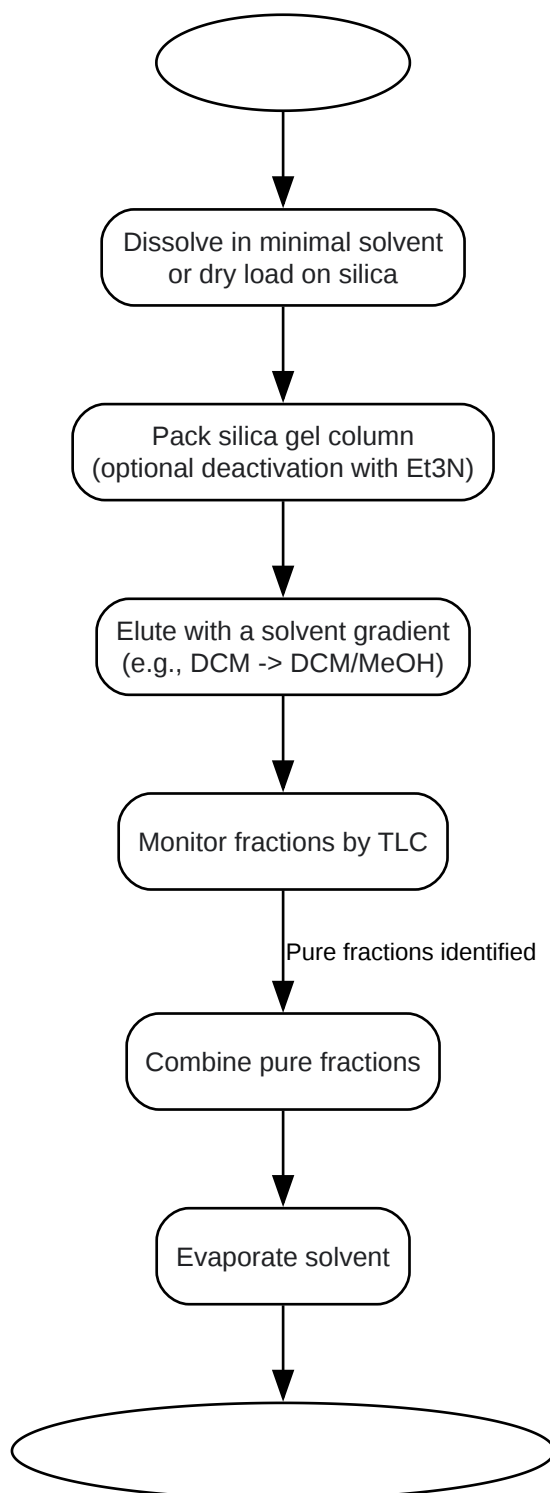 Dissolve in minimal solvent
or dry load on silica
Pack silica gel column
(optional deactivation with Et3N)
Elute with a solvent gradient
(e.g., DCM -> DCM/MeOH)
Monitor fractions by TLC
Pure fractions identified
Combine pure fractions
Evaporate solvent